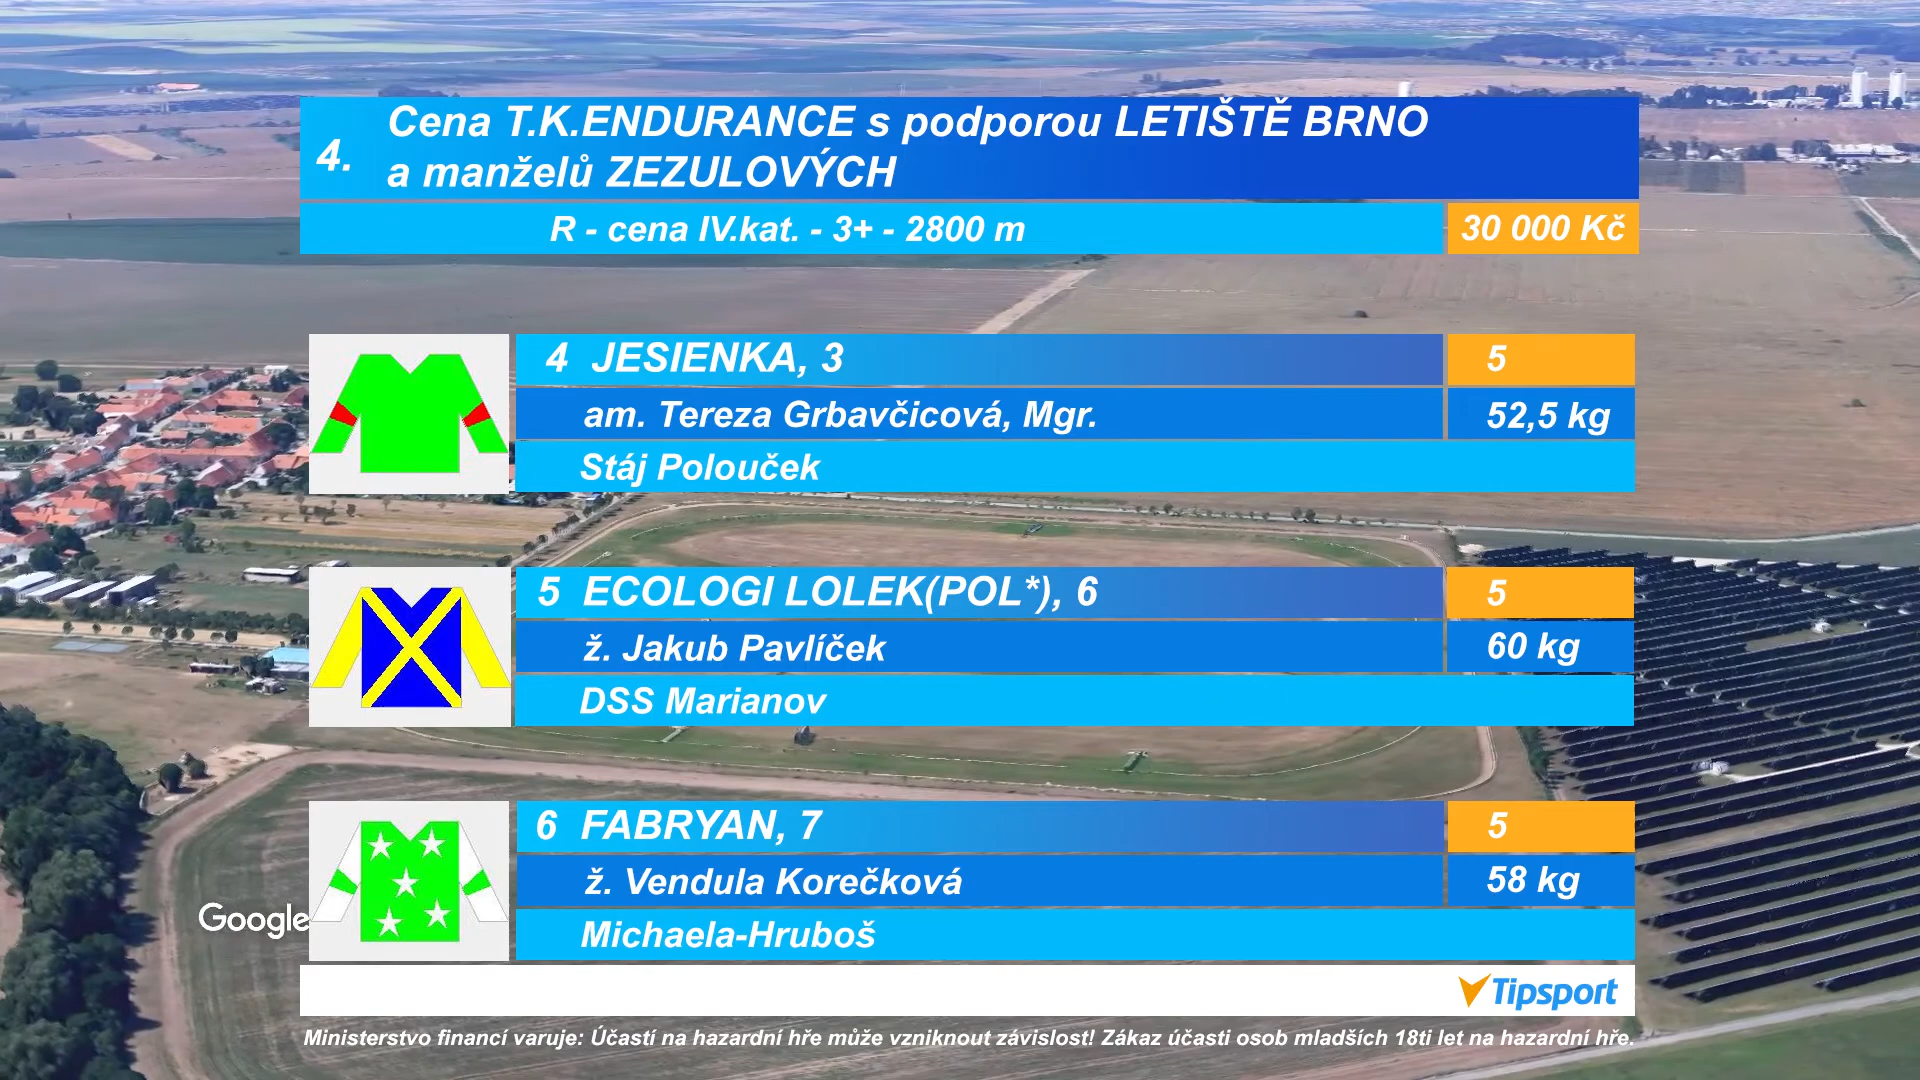 4.
Cena T.K.ENDURANCE s podporou LETIŠTĚ BRNO
a manželů ZEZULOVÝCH
R - cena IV.kat. - 3+ - 2800 m 30 000 Kč
4 JESIENKA, 3 5
am. Tereza Grbavčicová, Mgr. 52,5 kg
Stáj Polouček
5 ECOLOGI LOLEK(POL*), 6 5
ž. Jakub Pavlíček 60 kg
DSS Marianov
6 FABRYAN, 7 5
ž. Vendula Korečková 58 kg
Michaela-Hruboš
Google
Tipsport
Ministerstvo financí varuje: Účastí na hazardní hře může vzniknout závislost! Zákaz účasti osob mladších 18ti let na hazardní hře.